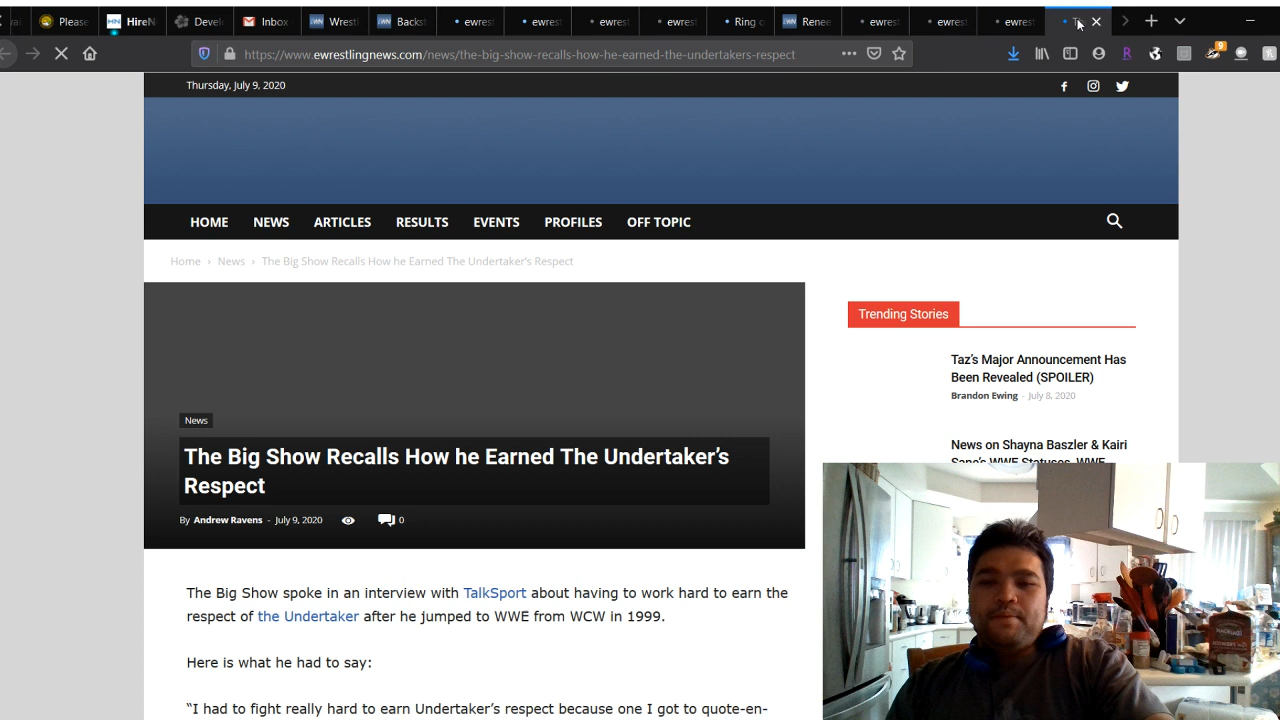 Please
HireN
Develo
Inbox
Wrestl
Backst
ewrest
ewrest
ewrest
ewrest
Ring o
Renee
ewrest
ewrest
ewrest
https://www.ewrestlingnews.com/news/the-big-show-recalls-how-he-earned-the-undertakers-respect
9
Thursday, July 9, 2020
HOME NEWS ARTICLES RESULTS EVENTS PROFILES OFF TOPIC
Home › News › The Big Show Recalls How he Earned The Undertaker's Respect
News
The Big Show Recalls How he Earned The Undertaker's
Respect
By Andrew Ravens - July 9, 2020 0
The Big Show spoke in an interview with TalkSport about having to work hard to earn the
respect of the Undertaker after he jumped to WWE from WCW in 1999.
Here is what he had to say:
“I had to fight really hard to earn Undertaker’s respect because one I got to quote-en-
Trending Stories
Taz’s Major Announcement Has
Been Revealed (SPOILER)
Brandon Ewing - July 8, 2020
News on Shayna Baszler & Kairi
Sane’s WWE Statuses, WWE